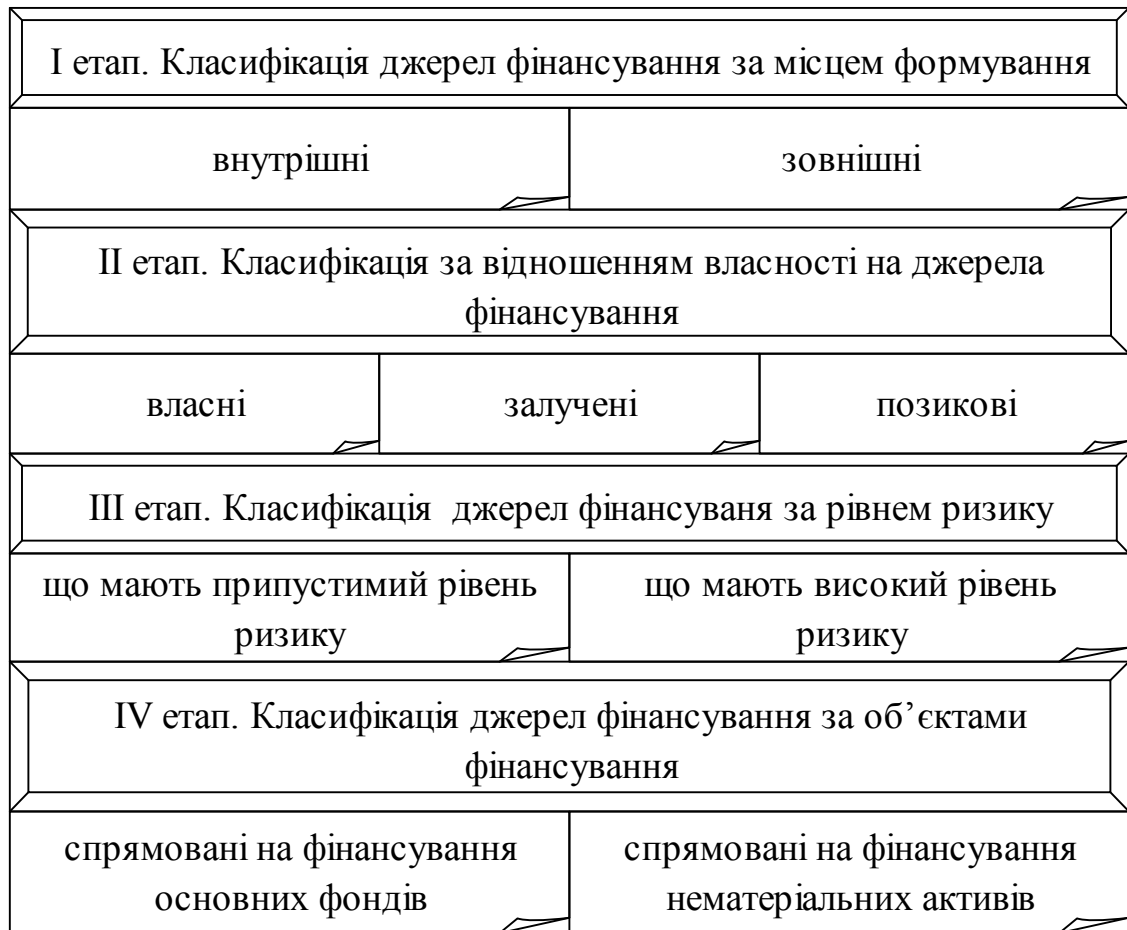 І етап. Класифікація джерел фінансування за місцем формування
внутрішні
зовнішні
ІІ етап. Класифікація за відношенням власності на джерела
фінансування
власні
залучені
позикові
ІІІ етап. Класифікація  джерел фінансуваня за рівнем ризику
що мають припустимий рівень
ризику
що мають високий рівень
ризику
IV етап. Класифікація джерел фінансування за об’єктами
фінансування
спрямовані на фінансування
основних фондів
спрямовані на фінансування
нематеріальних активів